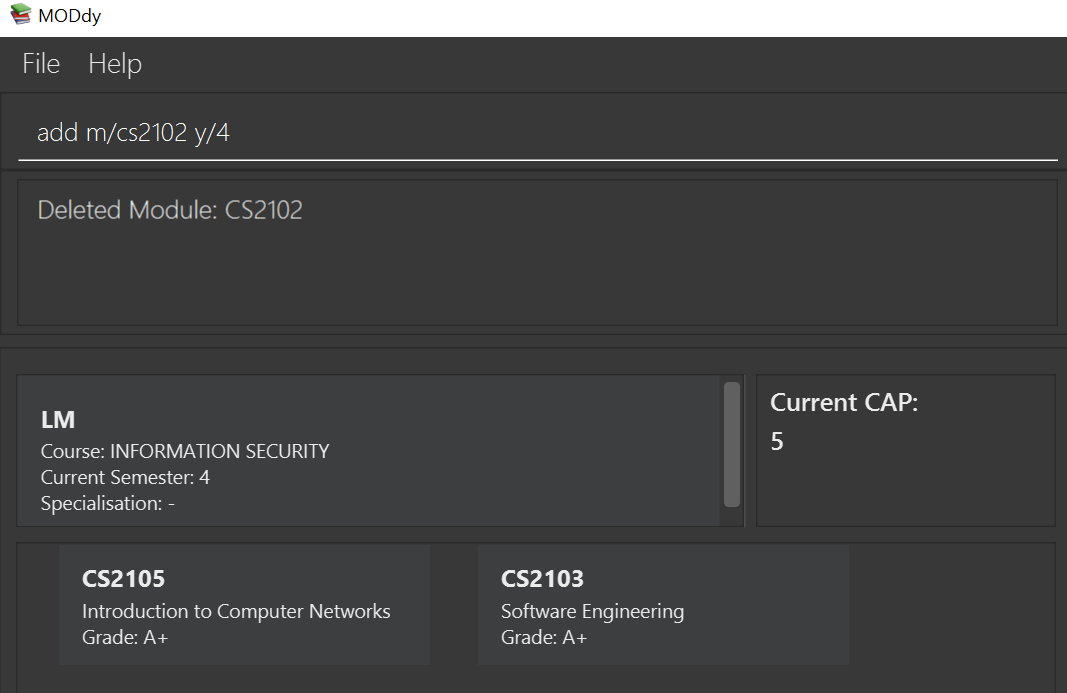 MODdy
File Help
add m/cs2102 y/4
Deleted Module: CS2102
LM
Course: INFORMATION SECURITY
Current Semester: 4
Specialisation: -
Current CAP:
5
CS2105
Introduction to Computer Networks
Grade: A+
CS2103
Software Engineering
Grade: A+